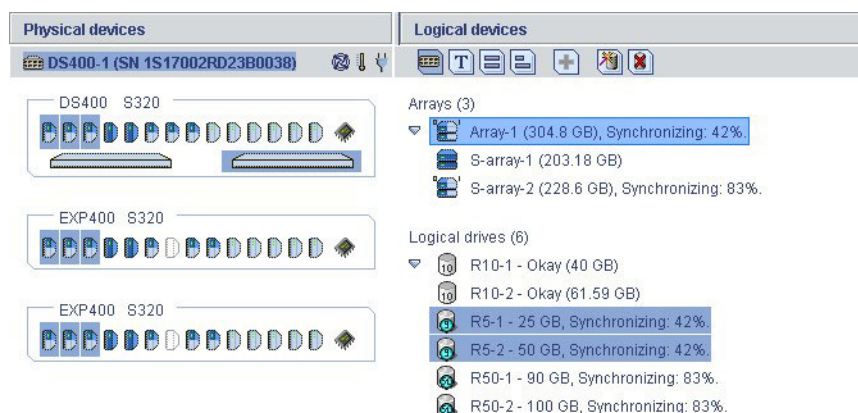 Physical devices
DS400-1 (SN 1S17002RD23B0038)
DS400 S320
EXP400 S320
EXP400 S320
Logical devices
T
Arrays (3)
Array-1 (304.8 GB), Synchronizing: 42%.
S-array-1 (203.18 GB)
S-array-2 (228.6 GB), Synchronizing: 83%.
Logical drives (6)
10 R10-1 - Okay (40 GB)
10 R10-2 - Okay (61.59 GB)
R5-1 - 25 GB, Synchronizing: 42%.
R5-2 - 50 GB, Synchronizing: 42%.
R50-1 - 90 GB, Synchronizing: 83%.
R50-2 - 100 GB, Synchronizing: 83%.